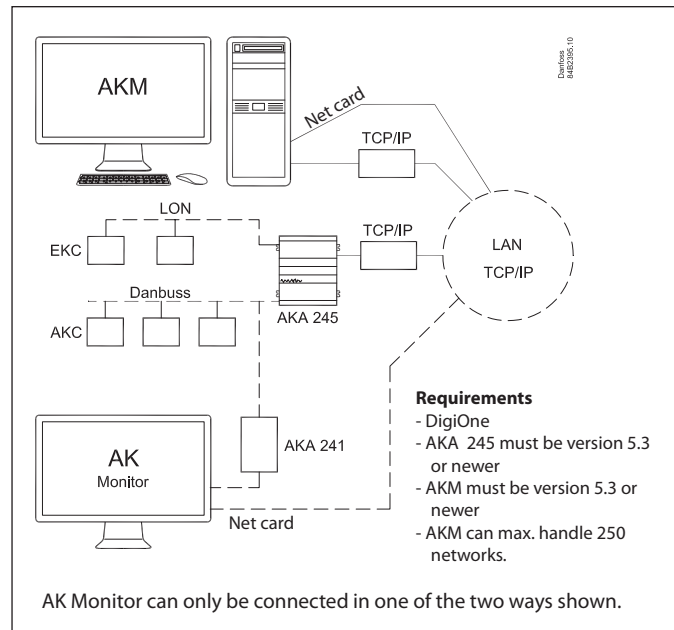 AKM
Net card
Danfoss
84B2395.10
TCP/IP
LON
TCP/IP
EKC
LAN
TCP/IP
Danbuss
AKA 245
AKC
Requirements
- DigiOne
- AKA 245 must be version 5.3
or newer
- AKM must be version 5.3 or
newer
- AKM can max. handle 250
networks.
AKA 241
AK
Monitor
Net card
AK Monitor can only be connected in one of the two ways shown.